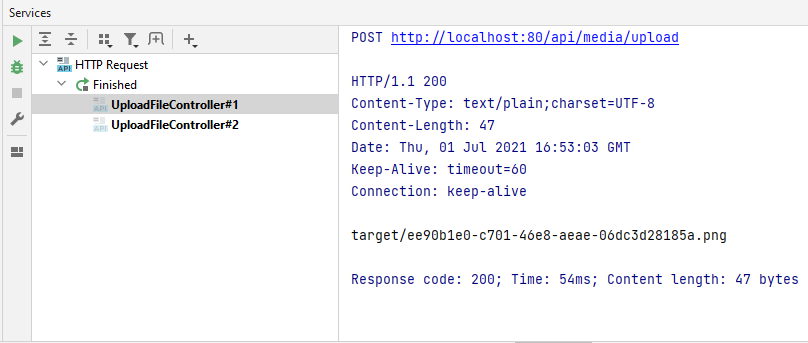 Services
HTTP Request
Finished
UploadFileController#1
UploadFileController#2
POST http://localhost:80/api/media/upload
HTTP/1.1 200
Content-Type: text/plain;charset=UTF-8
Content-Length: 47
Date: Thu, 01 Jul 2021 16:53:03 GMT
Keep-Alive: timeout=60
Connection: keep-alive
target/ee90b1e0-c701-46e8-aeae-06dc3d28185a.png
Response code: 200; Time: 54ms; Content length: 47 bytes